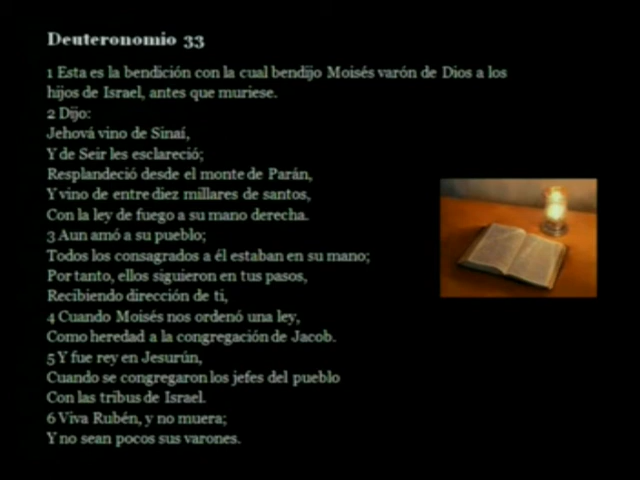 Deuteronomio 33
1 Esta es la bendición con la cual bendijo Moisés varón de Dios a los
hijos de Israel, antes que muriese.
2 Dijo:
Jehová vino de Sinaí,
Y de Seir les esclareció;
Resplandeció desde el monte de Parán,
Y vino de entre diez millares de santos,
Con la ley de fuego a su mano derecha.
3 Aun amó a su pueblo;
Todos los consagrados a él estaban en su mano;
Por tanto, ellos siguieron en tus pasos,
Recibiendo dirección de ti,
4 Cuando Moisés nos ordenó una ley,
Como heredad a la congregación de Jacob.
5 Y fue rey en Jesurún,
Cuando se congregaron los jefes del pueblo
Con las tribus de Israel.
6 Viva Rubén, y no muera;
Y no sean pocos sus varones.